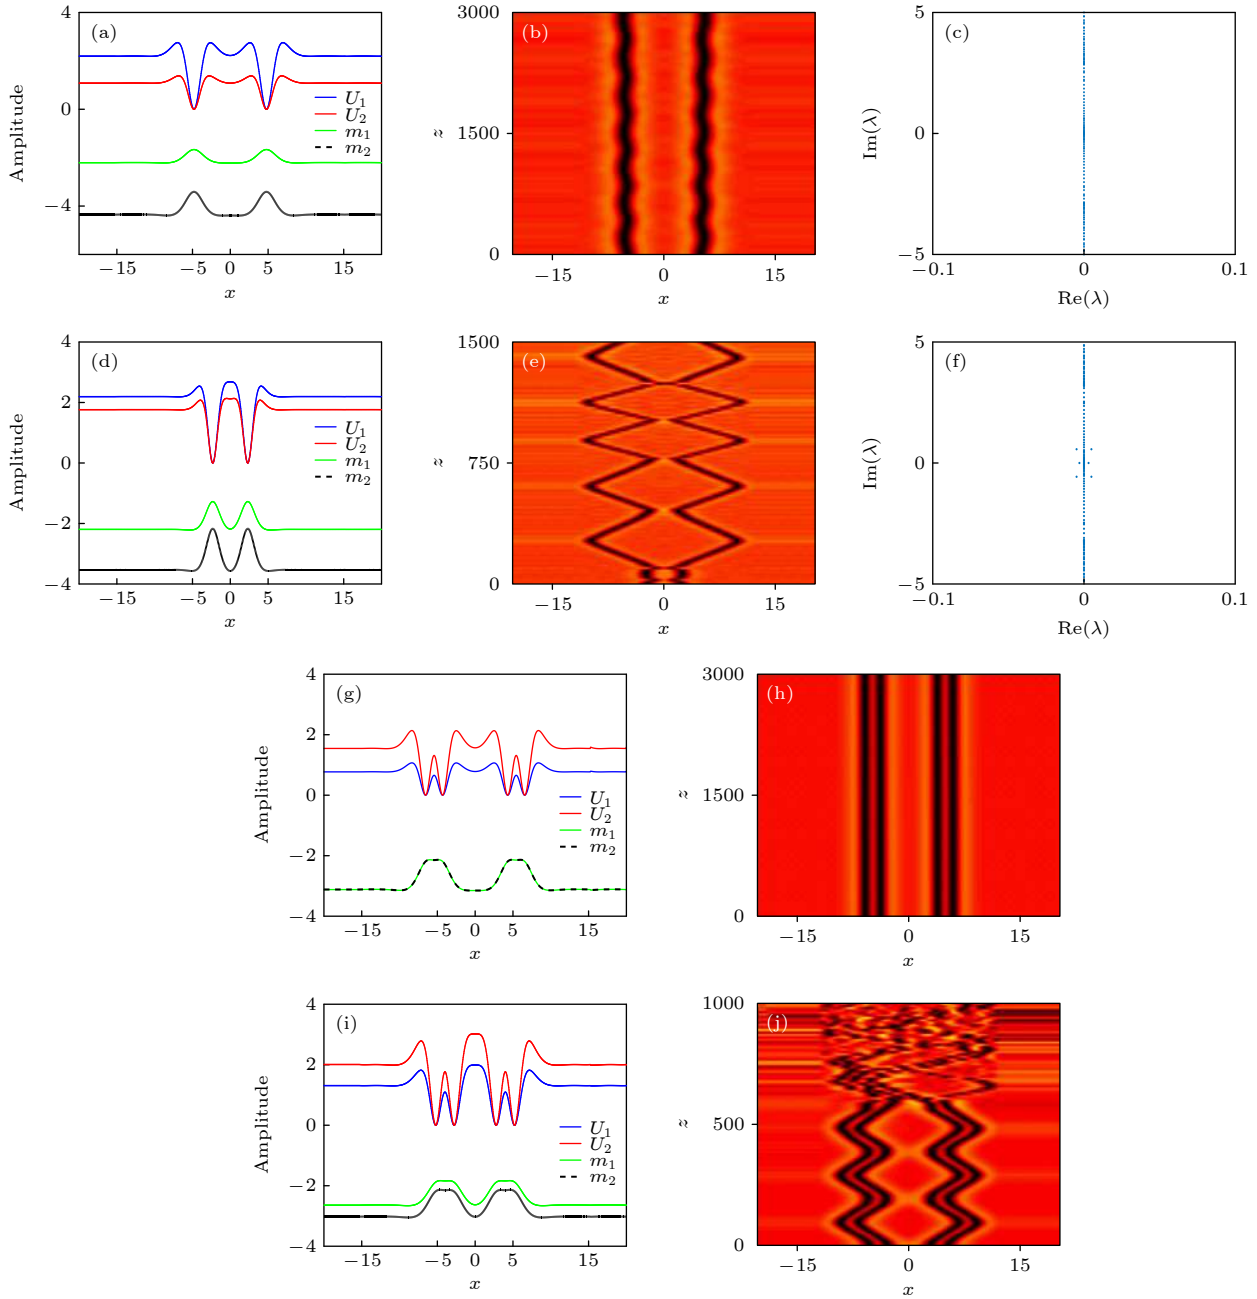 (a)
4
0
−4
Amplitude
U1
U2
m1
m2
−15 −5 0 5 15
x
(b)
3000
1500
0
z
−15 0 15
x
(c)
5
0
−5
Im(λ)
−0.1 0 0.1
Re(λ)
(d)
4
2
0
−2
−4
Amplitude
U1
U2
m1
m2
−15 −5 0 5 15
x
(e)
1500
750
0
z
−15 0 15
x
(f)
5
0
−5
Im(λ)
−0.1 0 0.1
Re(λ)
(g)
4
2
0
−2
−4
Amplitude
U1
U2
m1
m2
−15 −5 0 5 15
x
(h)
3000
1500
0
z
−15 0 15
x
(i)
4
2
0
−2
−4
Amplitude
U1
U2
m1
m2
−15 −5 0 5 15
x
(j)
1000
500
0
z
−15 0 15
x